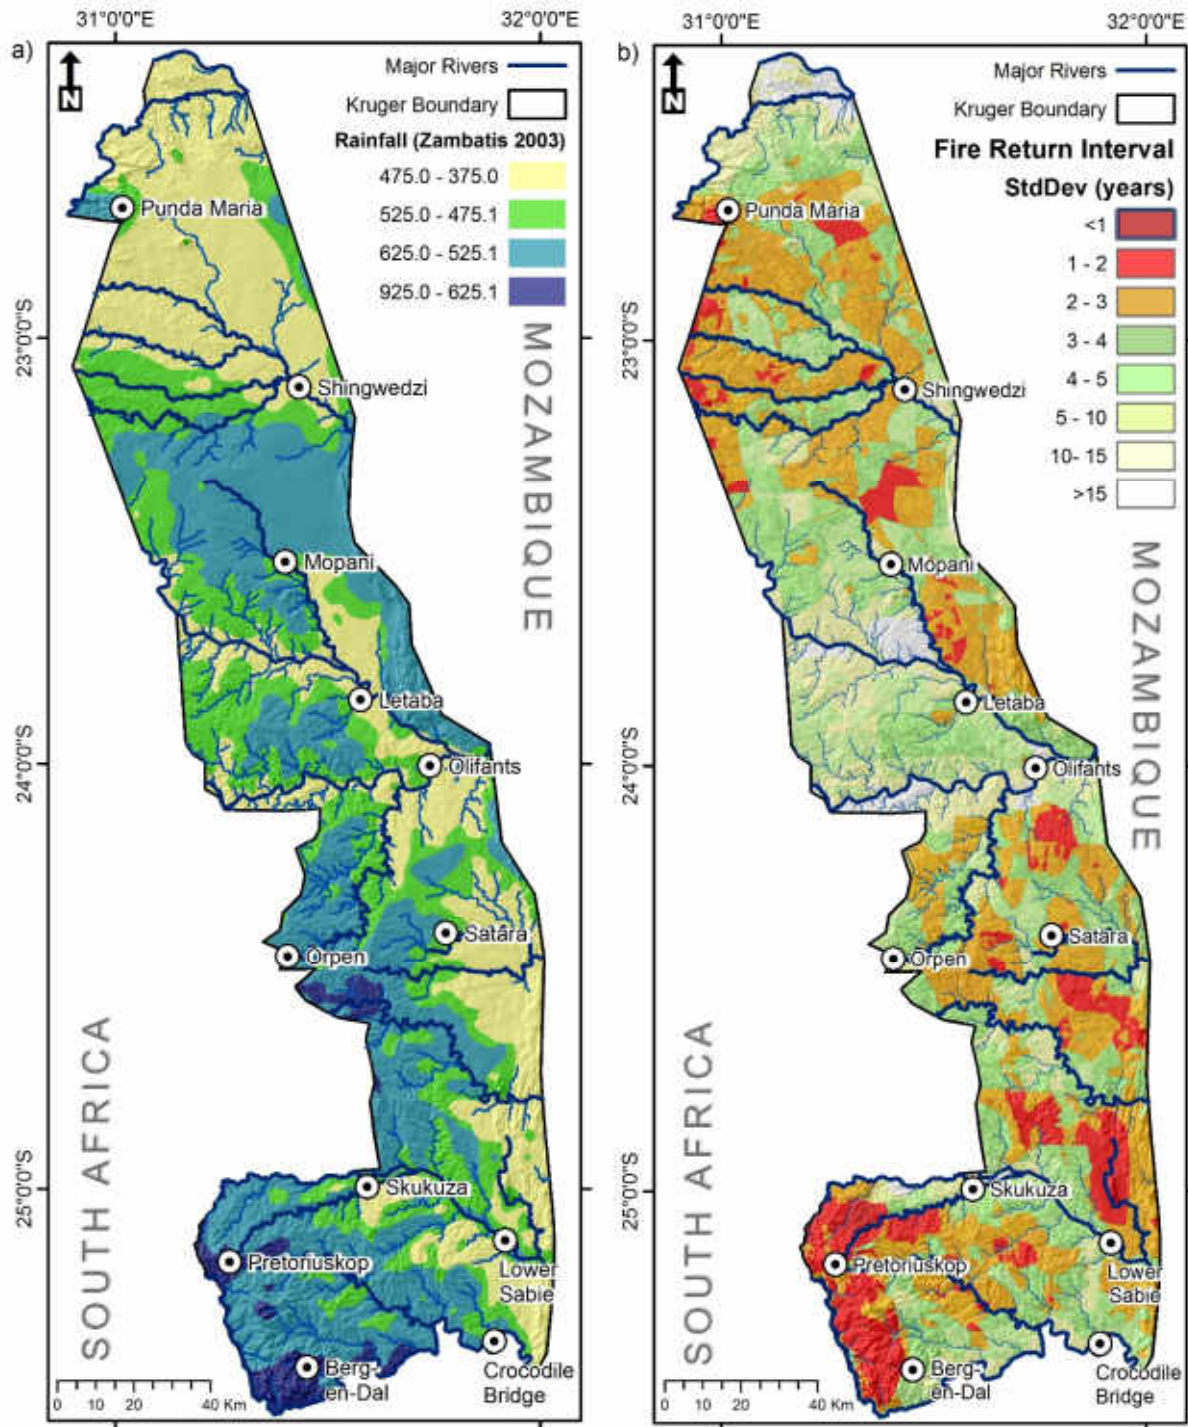 31°0'0"E
32°0'0"E
a)
N
Major Rivers
Kruger Boundary
Rainfall (Zambatis 2003)
475.0 - 375.0
525.0 - 475.1
625.0 - 525.1
925.0 - 625.1
Punda Maria
23°0'0"S
MOZAMBIQUE
Shingwedzi
Mopani
Letaba
24°0'0"S
Olifants
Satara
Orpen
SOUTH AFRICA
25°0'0"S
Skukuza
Pretoriuskop
Lower
Sabie
Berg-
en-Dal
Crocodile
Bridge
0 10 20 40 Km
31°0'0"E
32°0'0"E
b)
N
Major Rivers
Kruger Boundary
Fire Return Interval
StdDev (years)
<1
1 - 2
2 - 3
3 - 4
4 - 5
5 - 10
10- 15
>15
Punda Maria
23°0'0"S
Shingwedzi
MOZAMBIQUE
Mopani
Letaba
24°0'0"S
Olifants
Satara
Orpen
SOUTH AFRICA
25°0'0"S
Skukuza
Pretoriuskop
Lower
Sabie
Berg-
en-Dal
Crocodile
Bridge
0 10 20 40 Km